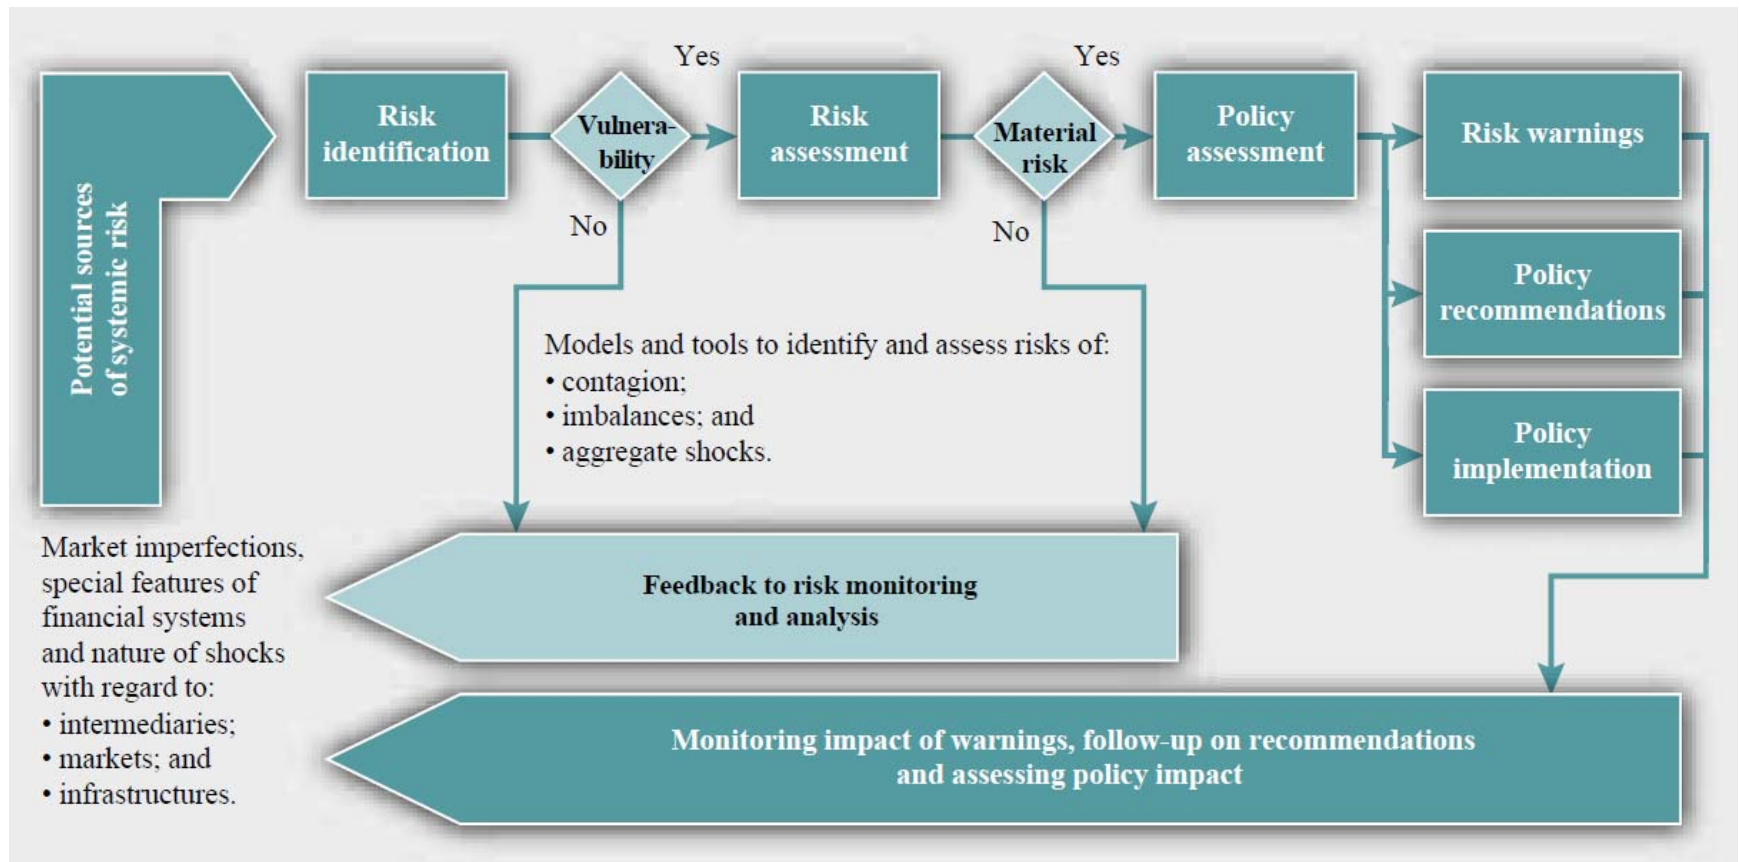 Potential sources
of systemic risk
Risk
identification
Vulnera-
bility
Yes
No
Risk
assessment
Material
risk
Yes
No
Policy
assessment
Risk warnings
Policy
recommendations
Policy
implementation
Models and tools to identify and assess risks of:
• contagion;
• imbalances; and
• aggregate shocks.
Market imperfections,
special features of
financial systems
and nature of shocks
with regard to:
• intermediaries;
• markets; and
• infrastructures.
Feedback to risk monitoring
and analysis
Monitoring impact of warnings, follow-up on recommendations
and assessing policy impact